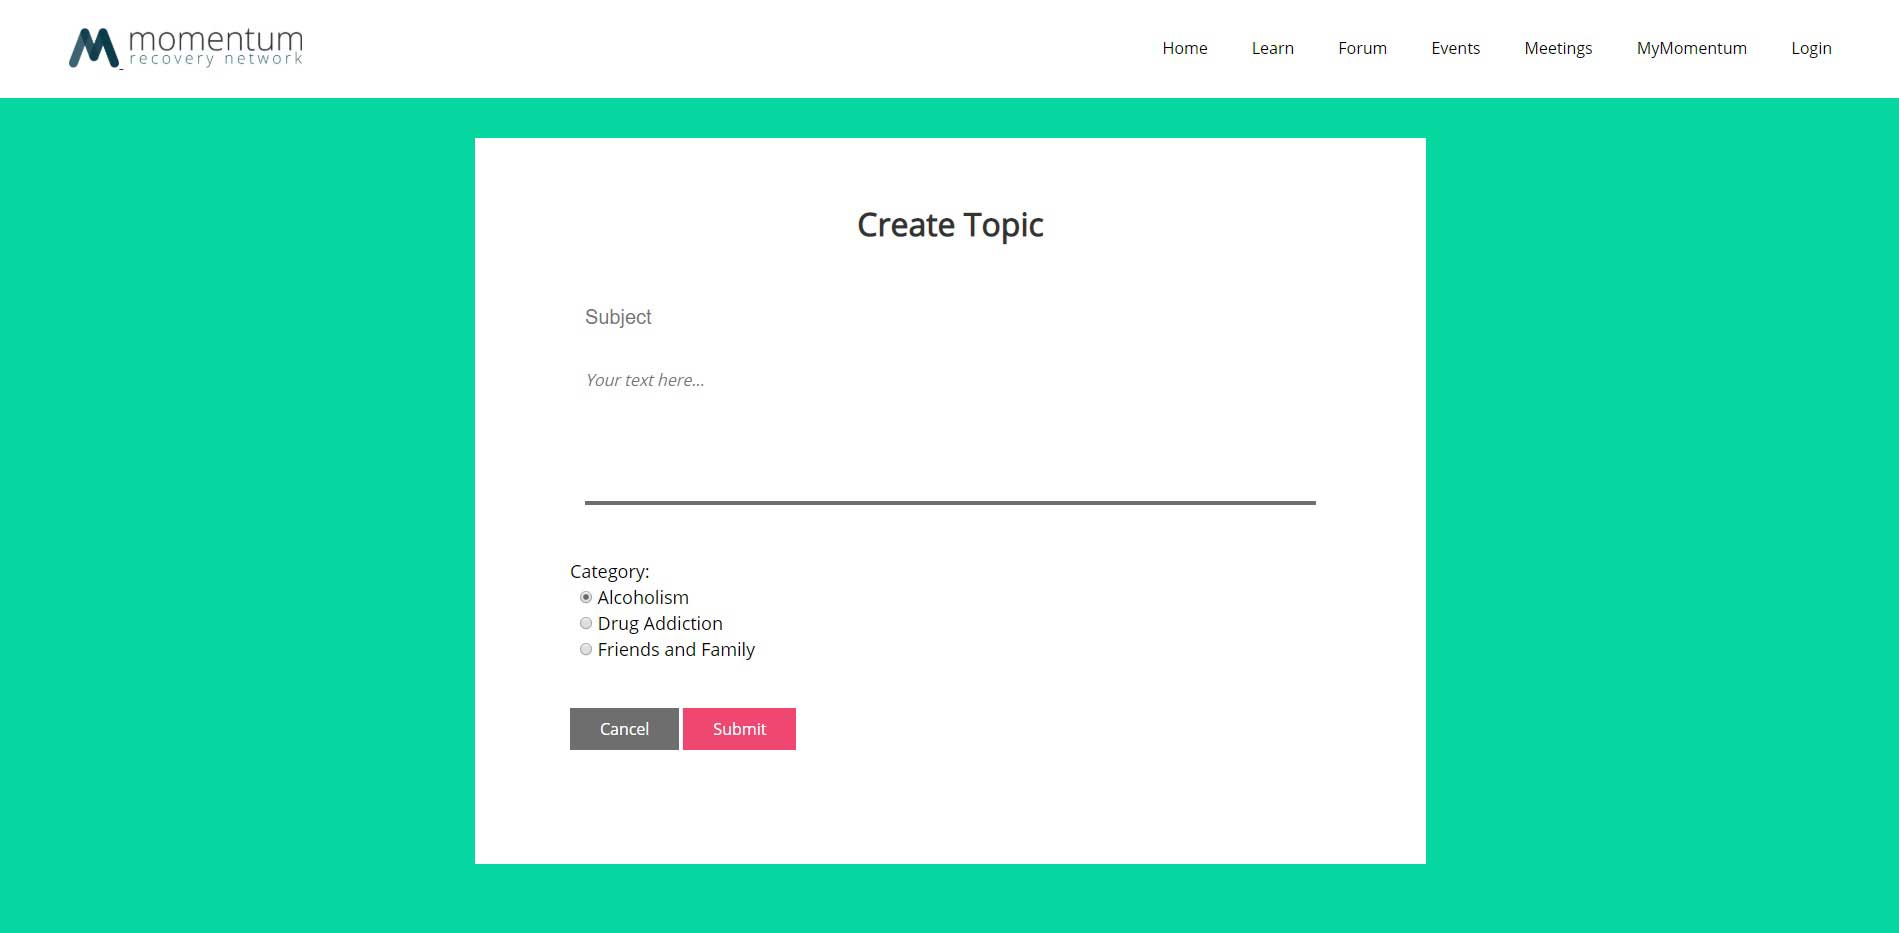 momentum
recovery network
Home Learn Forum Events Meetings MyMomentum Login
Create Topic
Subject
Your text here...
Category:
Alcoholism
Drug Addiction
Friends and Family
Cancel Submit